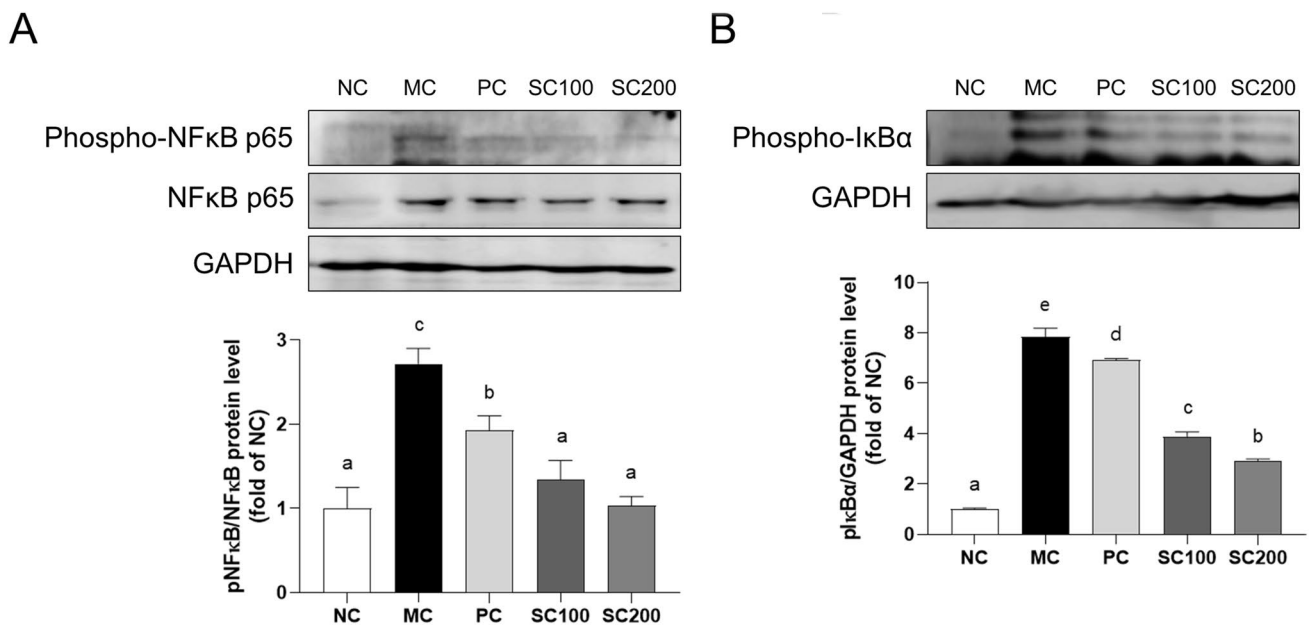 A
NC MC PC SC100 SC200
Phospho-NFκB p65
NFκB p65
GAPDH
pNFκB/NFκB protein level
(fold of NC)
3
2
1
0
a
c
b
a
a
NC MC PC SC100 SC200
B
NC MC PC SC100 SC200
Phospho-IκBα
GAPDH
pIκBα/GAPDH protein level
(fold of NC)
10
8
6
4
2
0
a
e
d
c
b
NC MC PC SC100 SC200